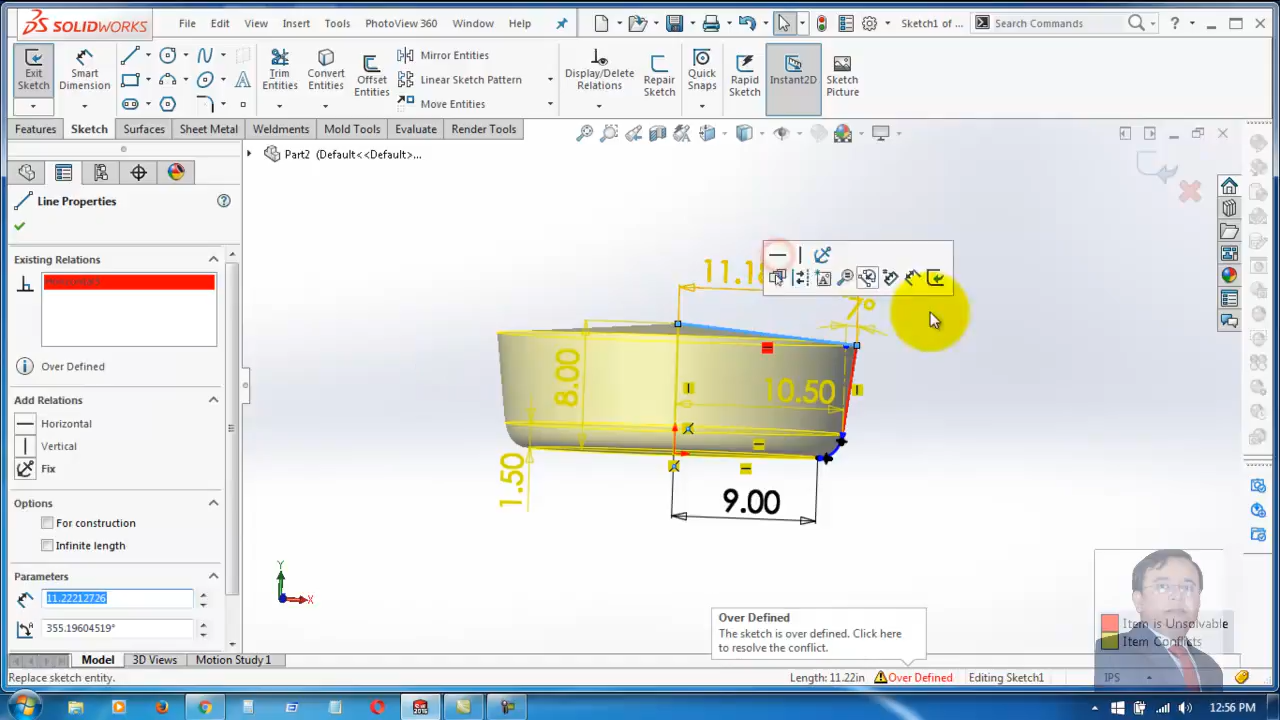 SOLIDWORKS File Edit View Insert Tools PhotoView 360 Window Help Sketch1 of ... Search Commands
Exit Sketch
Smart Dimension
Trim Entities
Convert Entities
Offset Entities
Mirror Entities
Linear Sketch Pattern
Move Entities
Display/Delete Relations
Repair Sketch
Quick Snaps
Rapid Sketch
Instant2D
Sketch Picture
Features Sketch Surfaces Sheet Metal Weldments Mold Tools Evaluate Render Tools
Part2 (Default<<Default>...
Line Properties
Existing Relations
Over Defined
Add Relations
Horizontal
Vertical
Fix
Options
For construction
Infinite length
Parameters
11.22212726
355.19604519°
7°
8.00
10.50
1.50
9.00
Y
X
Over Defined
The sketch is over defined. Click here
to resolve the conflict.
Item is Unsolvable
Item Conflicts
Model 3D Views Motion Study 1
Replace sketch entity. Length: 11.22in Over Defined Editing Sketch1 IPS
12:56 PM